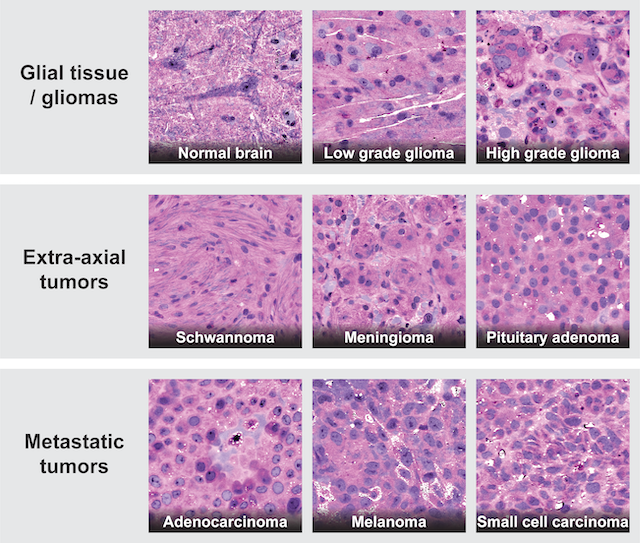 Glial tissue
/ gliomas
Normal brain
Low grade glioma
High grade glioma
Extra-axial
tumors
Schwannoma
Meningioma
Pituitary adenoma
Metastatic
tumors
Adenocarcinoma
Melanoma
Small cell carcinoma